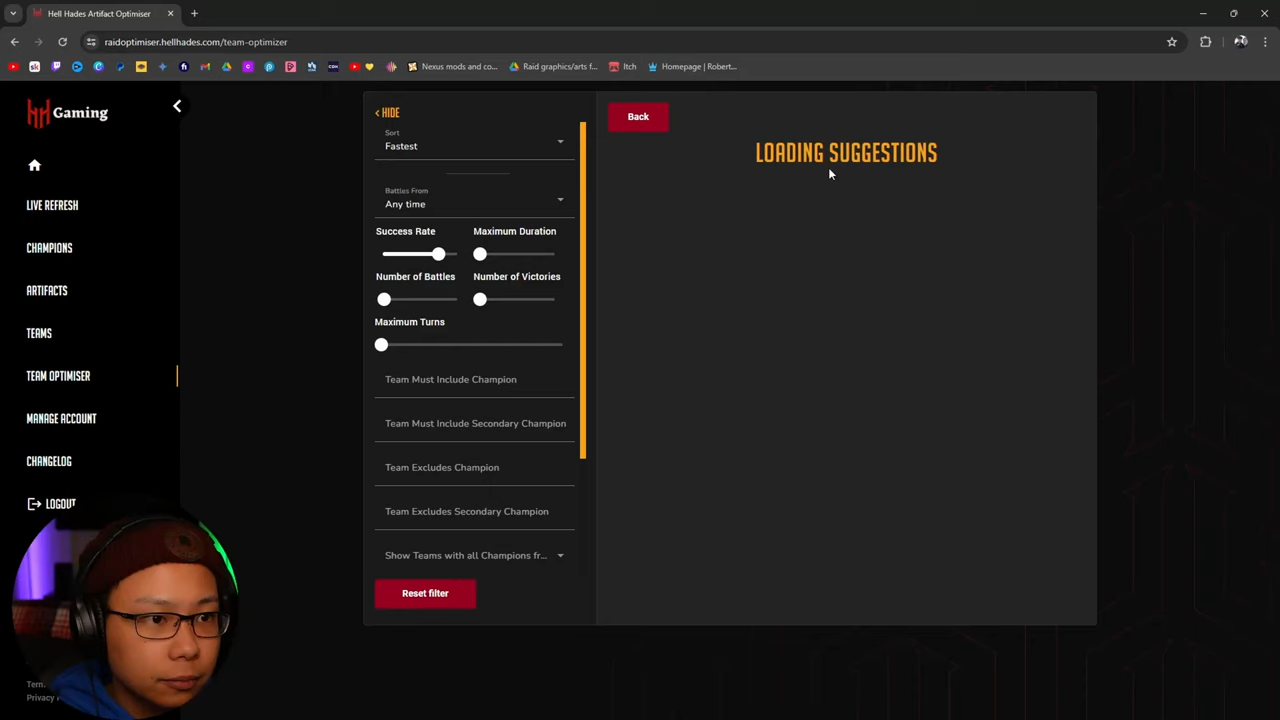 Hell Hades Artifact Optimiser
raidoptimiser.hellhades.com/team-optimizer
Nexus mods and co...
Raid graphics/arts f...
Itch
Homepage | Robert...
Gaming
LIVE REFRESH
CHAMPIONS
ARTIFACTS
TEAMS
TEAM OPTIMISER
MANAGE ACCOUNT
CHANGELOG
LOGOUT
Privacy
< HIDE
Sort
Fastest
Battles From
Any time
Success Rate
Maximum Duration
Number of Battles
Number of Victories
Maximum Turns
Team Must Include Champion
Team Must Include Secondary Champion
Team Excludes Champion
Team Excludes Secondary Champion
Show Teams with all Champions fr...
Reset filter
Back
LOADING SUGGESTIONS